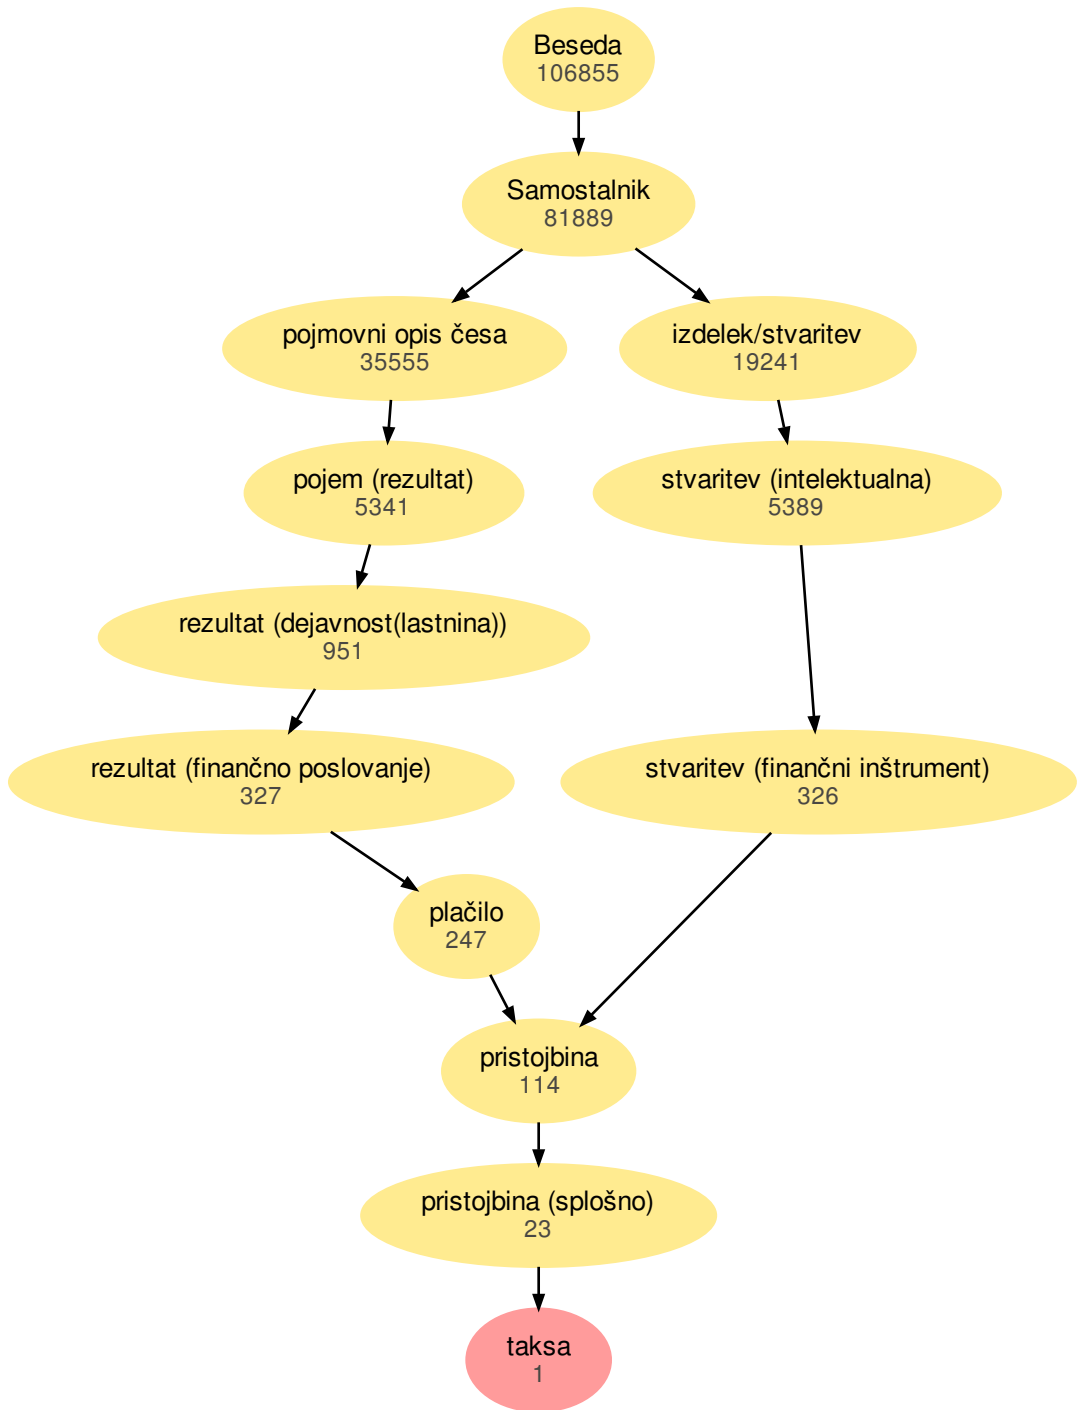 Beseda
106855
Samostalnik
81889
pojmovni opis česa
35555
izdelek/stvaritev
19241
pojem (rezultat)
5341
stvaritev (intelektualna)
5389
rezultat (dejavnost(lastnina))
951
rezultat (finančno poslovanje)
327
stvaritev (finančni inštrument)
326
plačilo
247
pristojbina
114
pristojbina (splošno)
23
taksa
1